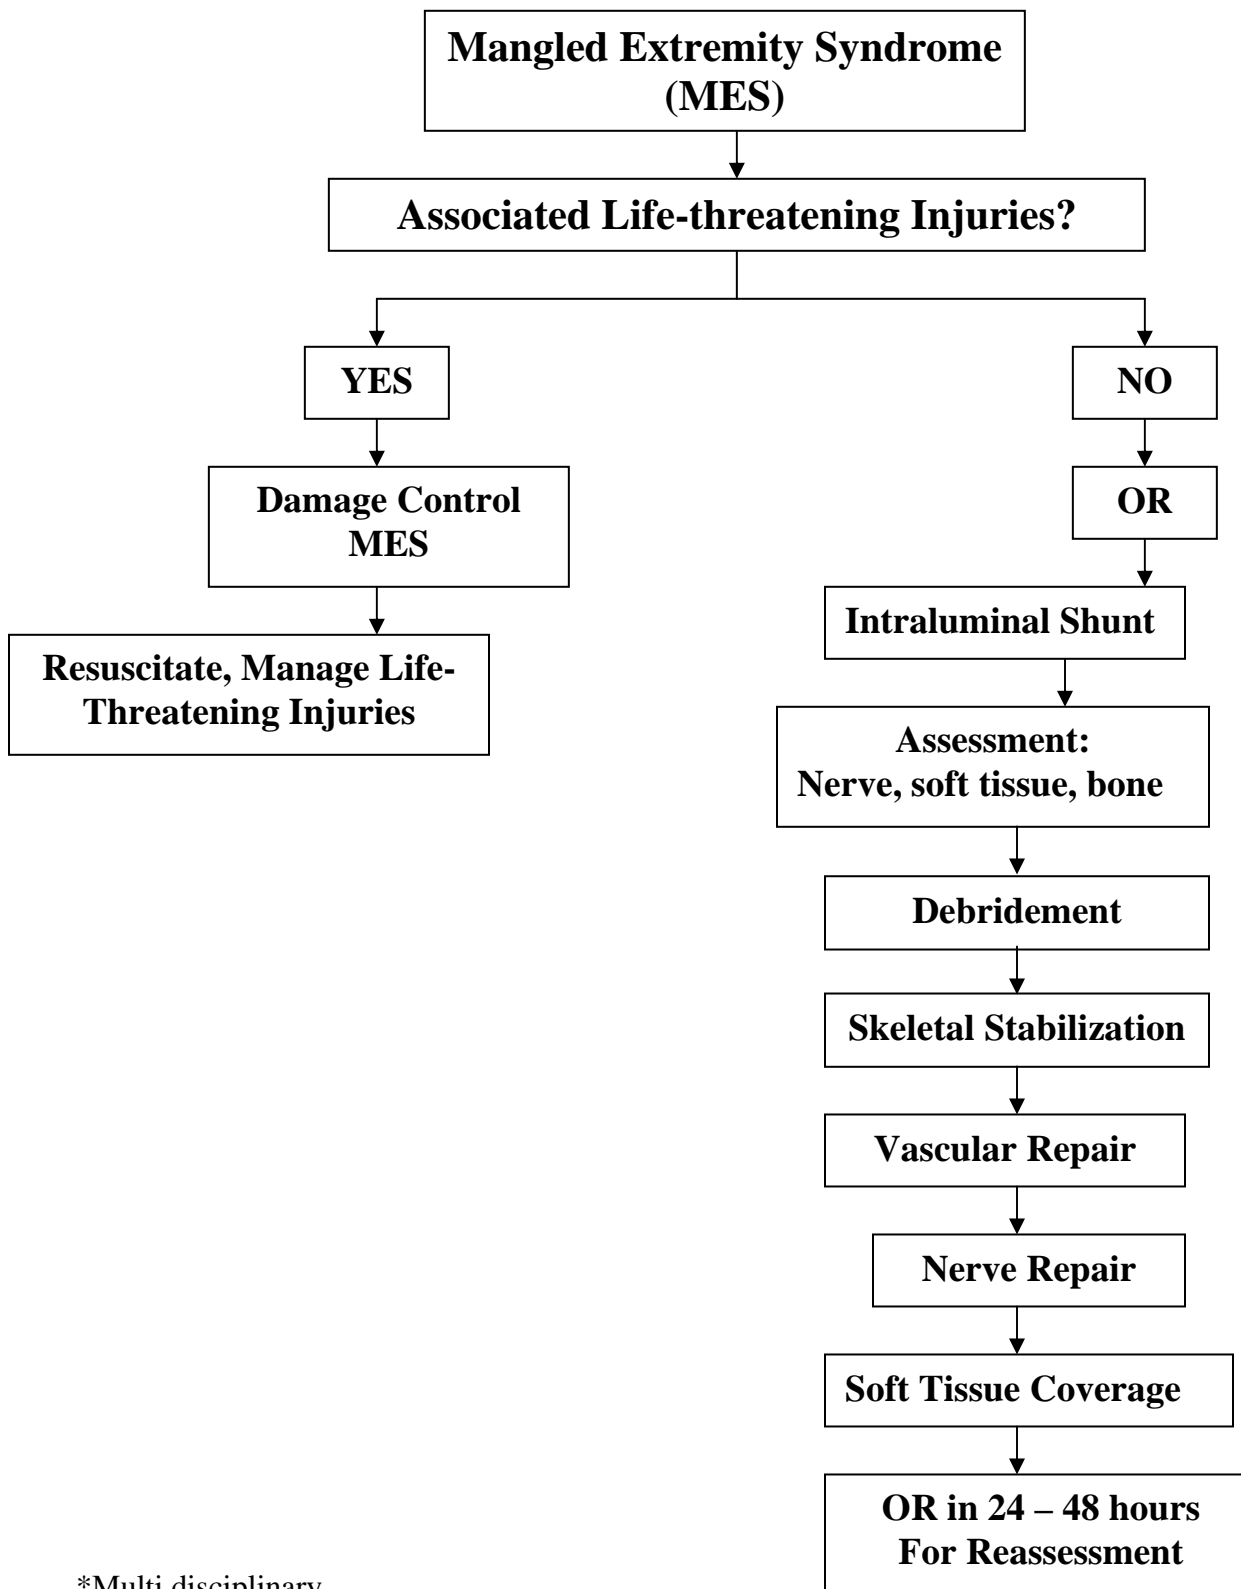 Mangled Extremity Syndrome
(MES)
Associated Life-threatening Injuries?
YES
NO
Damage Control
MES
OR
Resuscitate, Manage Life-
Threatening Injuries
Intraluminal Shunt
Assessment:
Nerve, soft tissue, bone
Debridement
Skeletal Stabilization
Vascular Repair
Nerve Repair
Soft Tissue Coverage
OR in 24 – 48 hours
For Reassessment
*Multi disciplinary